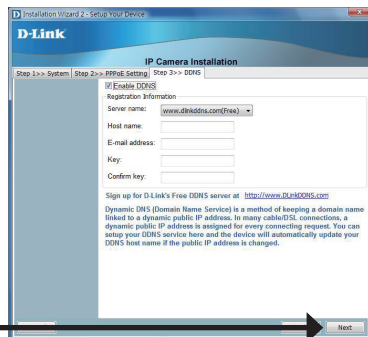 Installation Wizard 2 - Setup Your Device
D-Link
IP Camera Installation
Step 1>> System Step 2>> PPPoE Setting Step 3>> DDNS
Enable DDNS
Registration Information
Server name: www.dlinkddns.com(Free)
Host name:
E-mail address:
Key:
Confirm key:
Sign up for D-Link's Free DDNS server at http://www.DLinkDDNS.com
Dynamic DNS (Domain Name Service) is a method of keeping a domain name
linked to a dynamic public IP address. In many cable/DSL connections, a
dynamic public IP address is assigned for every connecting request. You can
setup your DDNS service here and the device will automatically update your
DDNS host name if the public IP address is changed.
Next